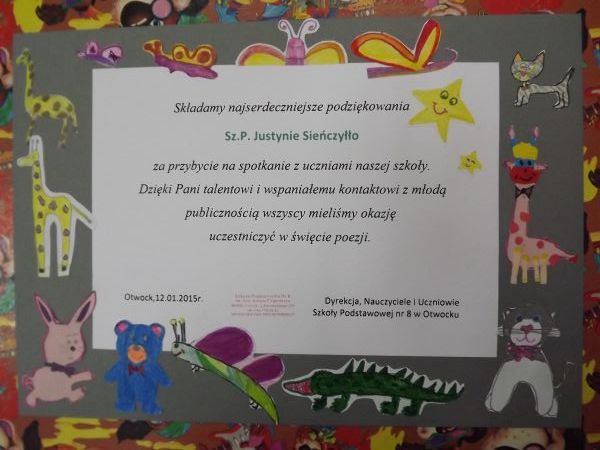 Składamy najserdeczniejsze podziękowania
Sz.P. Justynie Sieńczyłło
za przybycie na spotkanie z uczniami naszej szkoły.
Dzięki Pani talentowi i wspaniałemu kontaktowi z młodą
publicznością wszyscy mieliśmy okazję
uczestniczyć w święcie poezji.
Otwock,12.01.2015r.
Dyrekcja, Nauczyciele i Uczniowie
Szkoły Podstawowej nr 8 w Otwocku